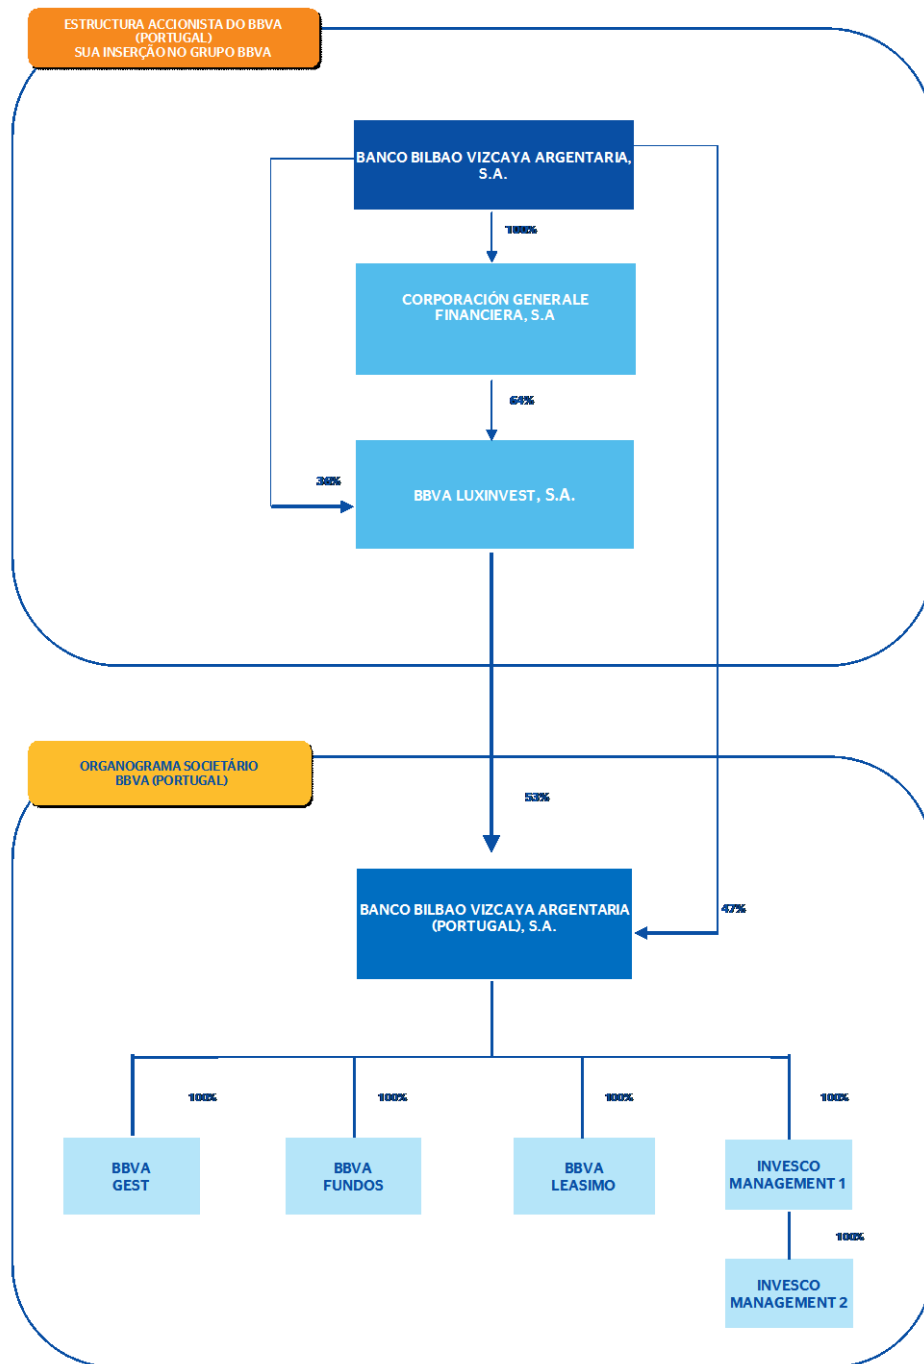 ESTRUCTURA ACCIONISTA DO BBVA
(PORTUGAL)
SUA INSERÇÃO NO GRUPO BBVA
BANCO BILBAO VIZCAYA ARGENTARIA,
S.A.
100%
CORPORACIÓN GENERALE
FINANCIERA, S.A
64%
36%
BBVA LUXINVEST, S.A.
ORGANOGRAMA SOCIETÁRIO
BBVA (PORTUGAL)
53%
BANCO BILBAO VIZCAYA ARGENTARIA
(PORTUGAL), S.A.
47%
100%
100%
100%
100%
BBVA
GEST
BBVA
FUNDOS
BBVA
LEASIMO
INVESCO
MANAGEMENT 1
100%
INVESCO
MANAGEMENT 2